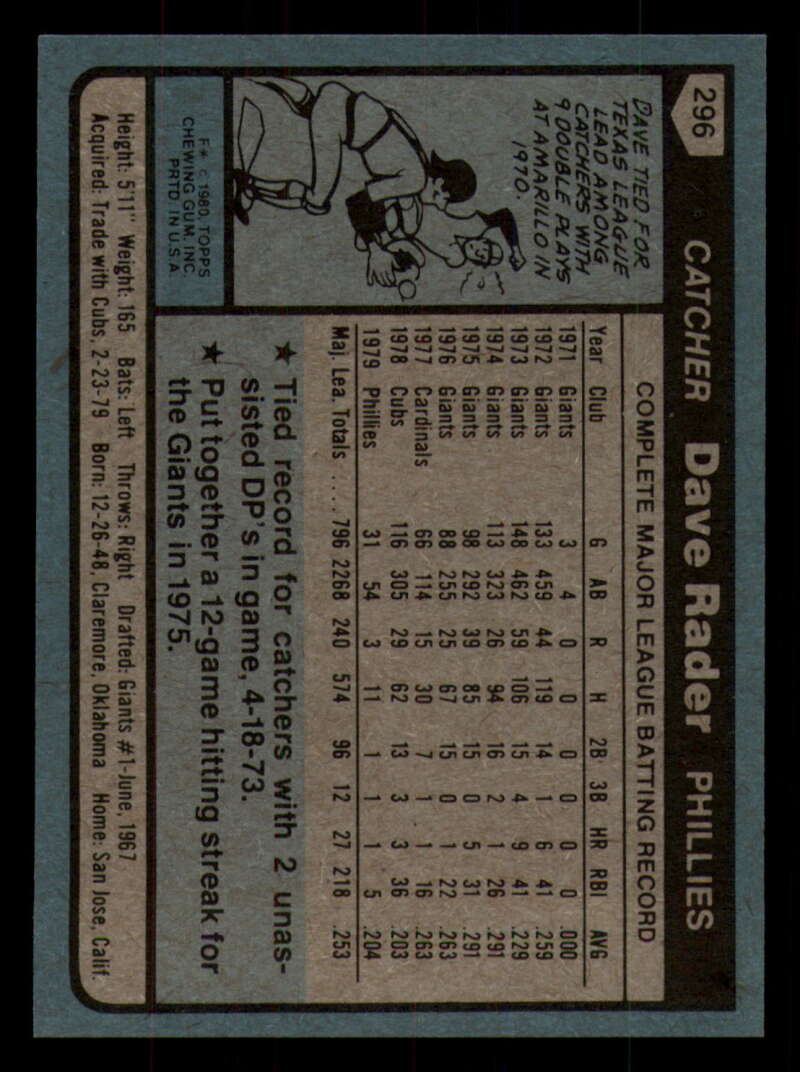 296
CATCHER Dave Rader PHILLIES
DAVE TIED FOR
TEXAS LEAGUE
LEAD AMONG
CATCHERS WITH
9 DOUBLE PLAYS
AT AMARILLO IN
1970.
F* © 1980, TOPPS
CHEWING GUM, INC.
PRTD. IN U.S.A.
COMPLETE MAJOR LEAGUE BATTING RECORD
Year Club G AB R H 2B 3B HR RBI AVG
1971 Giants 3 4 0 0 0 0 0 0 .000
1972 Giants 133 459 44 119 14 1 6 41 .259
1973 Giants 148 462 59 106 15 4 9 41 .229
1974 Giants 113 323 26 94 16 2 1 26 .291
1975 Giants 98 292 39 85 15 0 5 31 .291
1976 Giants 88 255 25 67 15 0 1 22 .263
1977 Cardinals 66 114 15 30 7 1 1 16 .263
1978 Cubs 116 305 29 62 13 3 3 36 .203
1979 Phillies 31 54 3 11 1 1 1 5 .204
Maj. Lea. Totals .... 796 2268 240 574 96 12 27 218 .253
★ Tied record for catchers with 2 unas-
sisted DP's in game, 4-18-73.
★ Put together a 12-game hitting streak for
the Giants in 1975.
Height: 5'11" Weight: 165 Bats: Left Throws: Right Drafted: Giants #1-June, 1967
Acquired: Trade with Cubs, 2-23-79 Born: 12-26-48, Claremore, Oklahoma Home: San Jose, Calif.